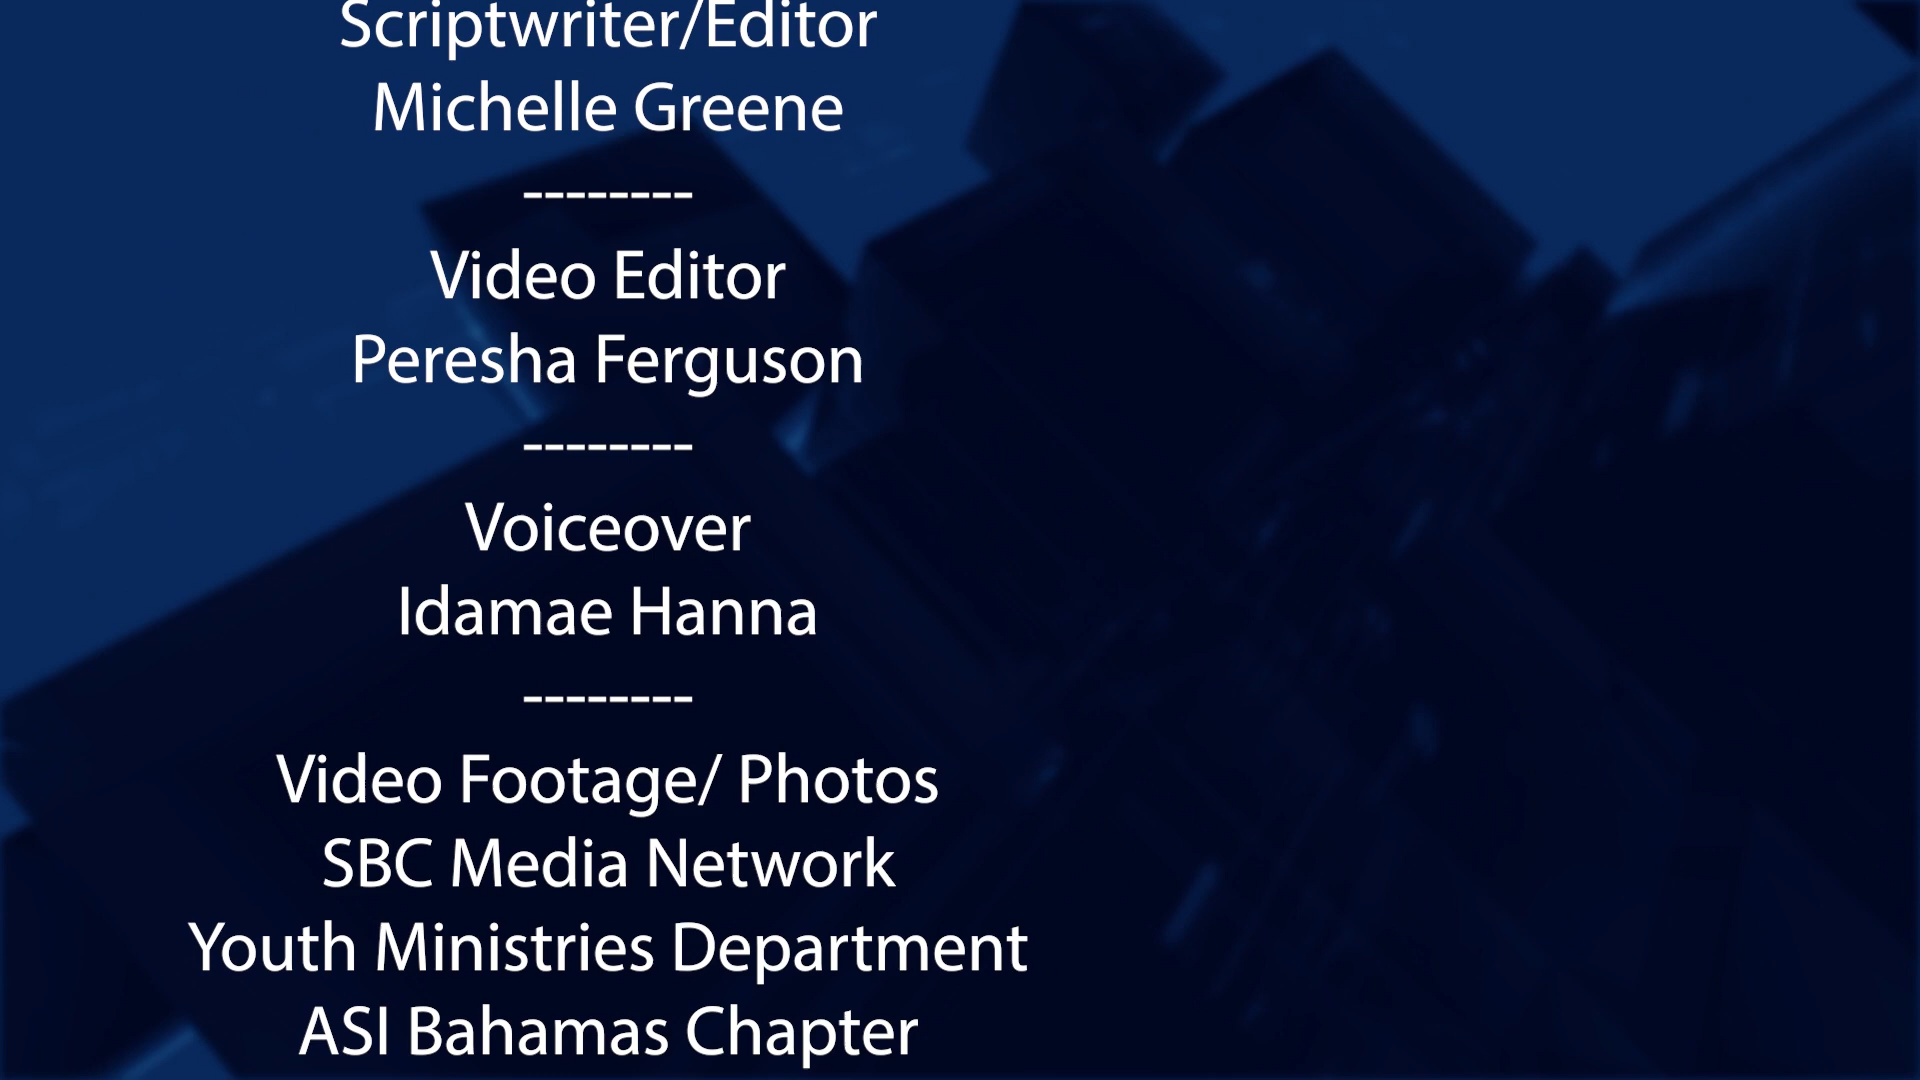 Scriptwriter/Editor
Michelle Greene
--------
Video Editor
Peresha Ferguson
--------
Voiceover
Idamae Hanna
--------
Video Footage/ Photos
SBC Media Network
Youth Ministries Department
ASI Bahamas Chapter